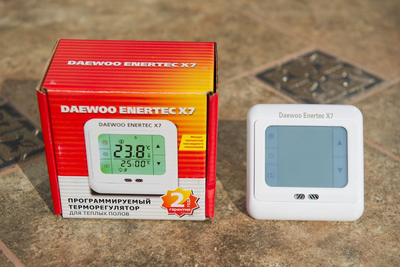 DAEWOO ENERTEC X7
DAEWOO ENERTEC X7
DAEWOO ENERTEC X7
23.8°c
25:00°c
ПРОГРАММИРУЕМЫЙ
ТЕРМОРЕГУЛЯТОР
ДЛЯ ТЕПЛЫХ ПОЛОВ
2
гарантия
Daewoo Enertec X7